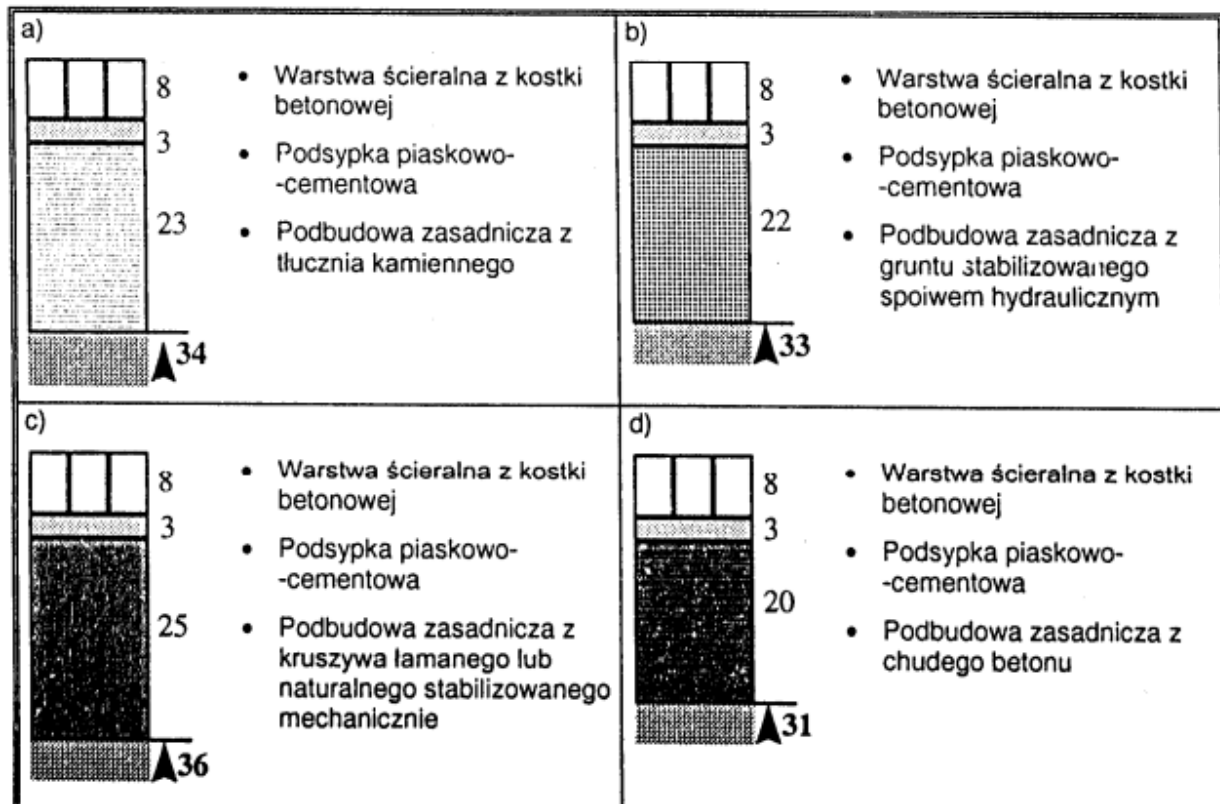 a)
8
3
23
34
• Warstwa ścieralna z kostki
betonowej
• Podsypka piaskowo-
-cementowa
• Podbudowa zasadnicza z
tłucznia kamiennego
b)
8
3
22
33
• Warstwa ścieralna z kostki
betonowej
• Podsypka piaskowo-
-cementowa
• Podbudowa zasadnicza z
gruntu stabilizowanego
spoiwem hydraulicznym
c)
8
3
25
36
• Warstwa ścieralna z kostki
betonowej
• Podsypka piaskowo-
-cementowa
• Podbudowa zasadnicza z
kruszywa łamanego lub
naturalnego stabilizowanego
mechanicznie
d)
8
3
20
31
• Warstwa ścieralna z kostki
betonowej
• Podsypka piaskowo-
-cementowa
• Podbudowa zasadnicza z
chudego betonu